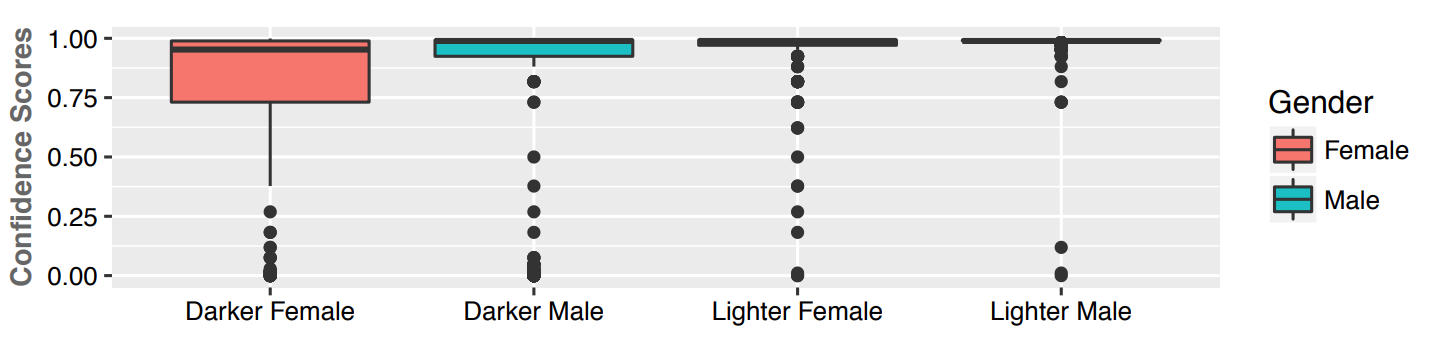 Confidence Scores
1.00
0.75
0.50
0.25
0.00
Darker Female
Darker Male
Lighter Female
Lighter Male
Gender
Female
Male